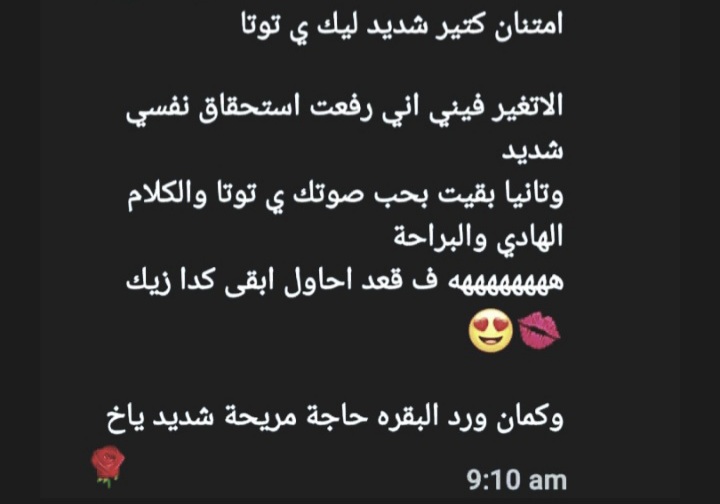 امتنان كتير شديد ليك ي توتا
الاتغير فيني اني رفعت استحقاق نفسي
شديد
وتانيا بقيت بحب صوتك ي توتا والكلام
الهادي والبراحة
ههههههههه ف قعد احاول ابقى كدا زيك
💋😍
وكمان ورد البقره حاجة مريحة شديد ياخ
🌹
9:10 am